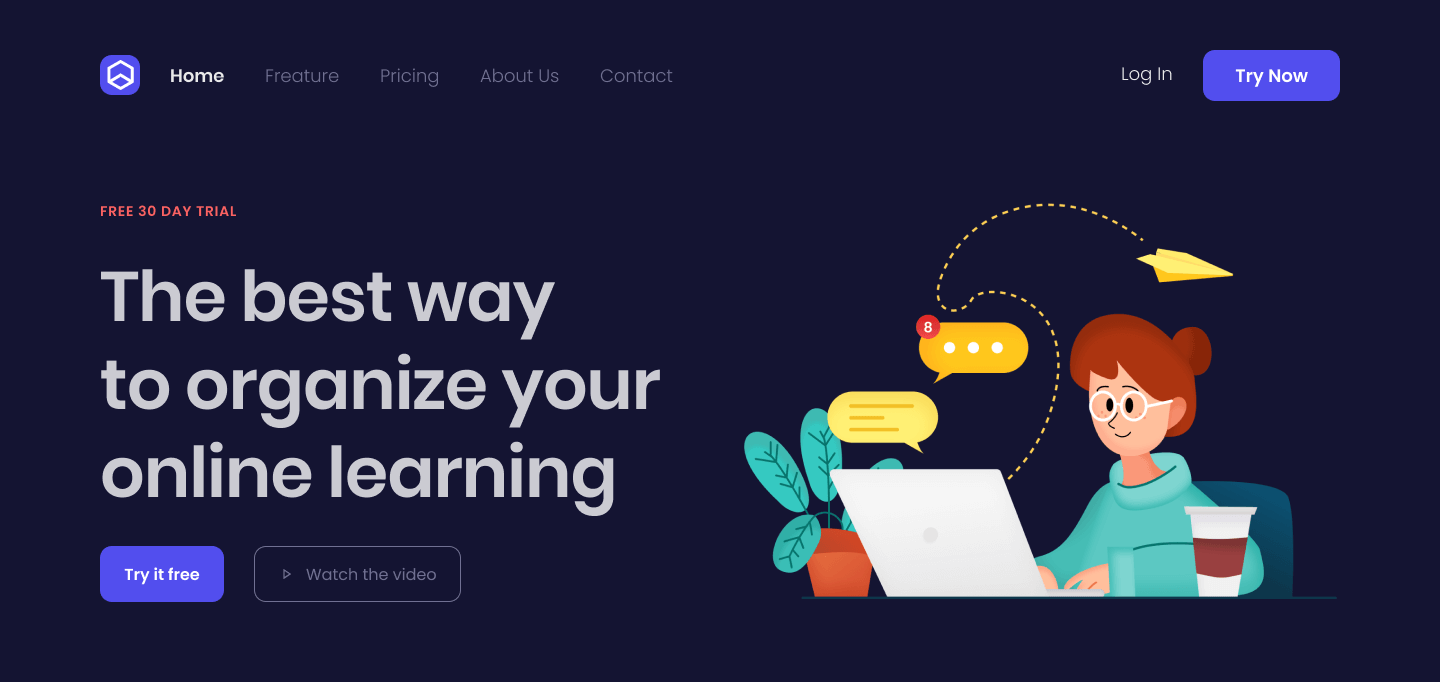 Home Freature Pricing About Us Contact Log In Try Now
FREE 30 DAY TRIAL
The best way
to organize your
online learning
8
Try it free Watch the video